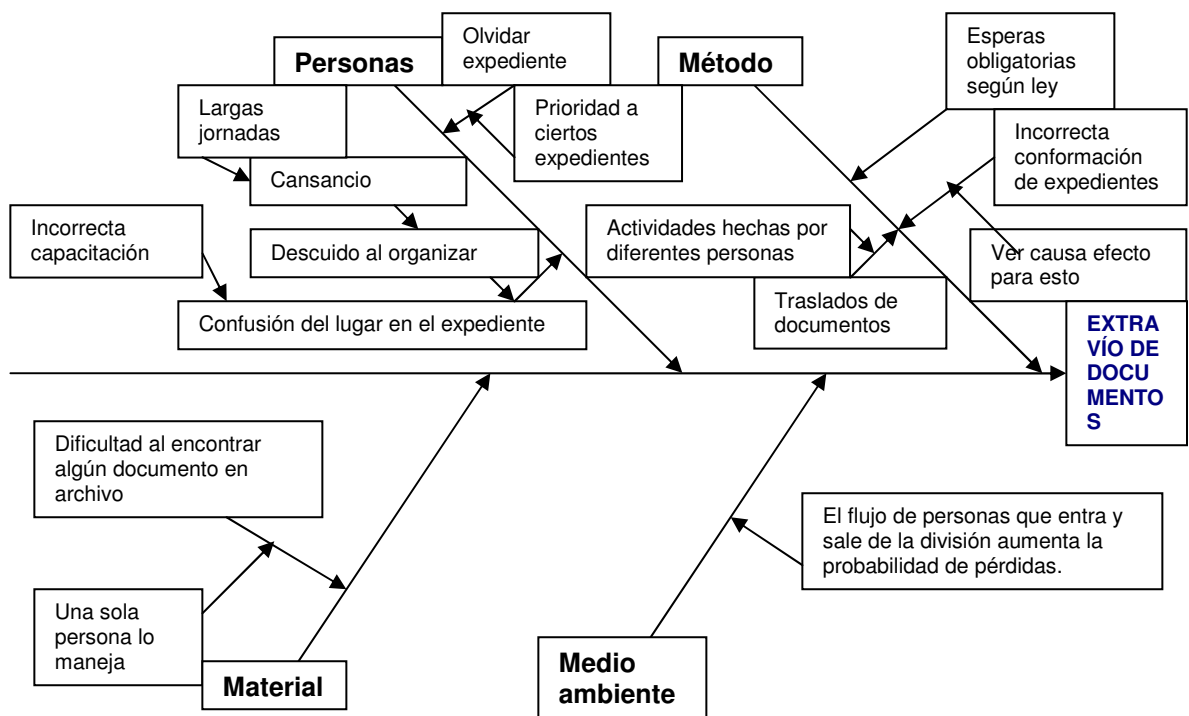 Personas
Olvidar
expediente
Método
Esperas
obligatorias
según ley
Largas
jornadas
Prioridad a
ciertos
expedientes
Incorrecta
conformación
de expedientes
Cansancio
Incorrecta
capacitación
Descuido al organizar
Actividades hechas por
diferentes personas
Ver causa efecto
para esto
Confusión del lugar en el expediente
Traslados de
documentos
EXTRA
VÍO DE
DOCU
MENTO
S
Dificultad al encontrar
algún documento en
archivo
El flujo de personas que entra y
sale de la división aumenta la
probabilidad de pérdidas.
Una sola
persona lo
maneja
Material
Medio
ambiente